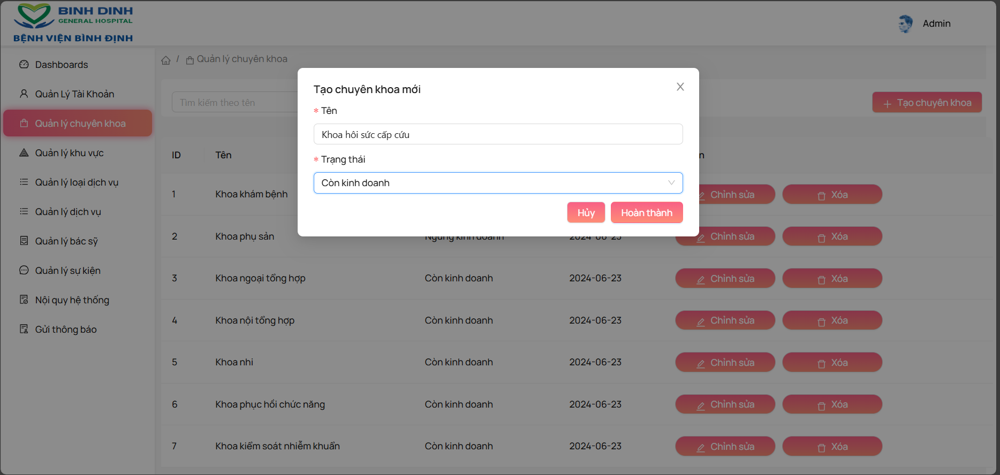 BINH DINH
GENERAL HOSPITAL
BỆNH VIỆN BÌNH ĐỊNH
Admin
Dashboards
Quản Lý Tài Khoản
Quản lý chuyên khoa
Quản lý khu vực
Quản lý loại dịch vụ
Quản lý dịch vụ
Quản lý bác sỹ
Quản lý sự kiện
Nội quy hệ thống
Gửi thông báo
/ Quản lý chuyên khoa
Tìm kiếm theo tên
Tạo chuyên khoa
Tạo chuyên khoa mới
* Tên
Khoa hôi sức cấp cứu
* Trạng thái
Còn kinh doanh
Hủy Hoàn thành
ID Tên
1 Khoa khám bệnh Chỉnh sửa Xóa
2 Khoa phụ sản Ngưng kinh doanh 2024-06-23 Chỉnh sửa Xóa
3 Khoa ngoại tổng hợp Còn kinh doanh 2024-06-23 Chỉnh sửa Xóa
4 Khoa nội tổng hợp Còn kinh doanh 2024-06-23 Chỉnh sửa Xóa
5 Khoa nhi Còn kinh doanh 2024-06-23 Chỉnh sửa Xóa
6 Khoa phục hồi chức năng Còn kinh doanh 2024-06-23 Chỉnh sửa Xóa
7 Khoa kiểm soát nhiễm khuẩn Còn kinh doanh 2024-06-23 Chỉnh sửa Xóa